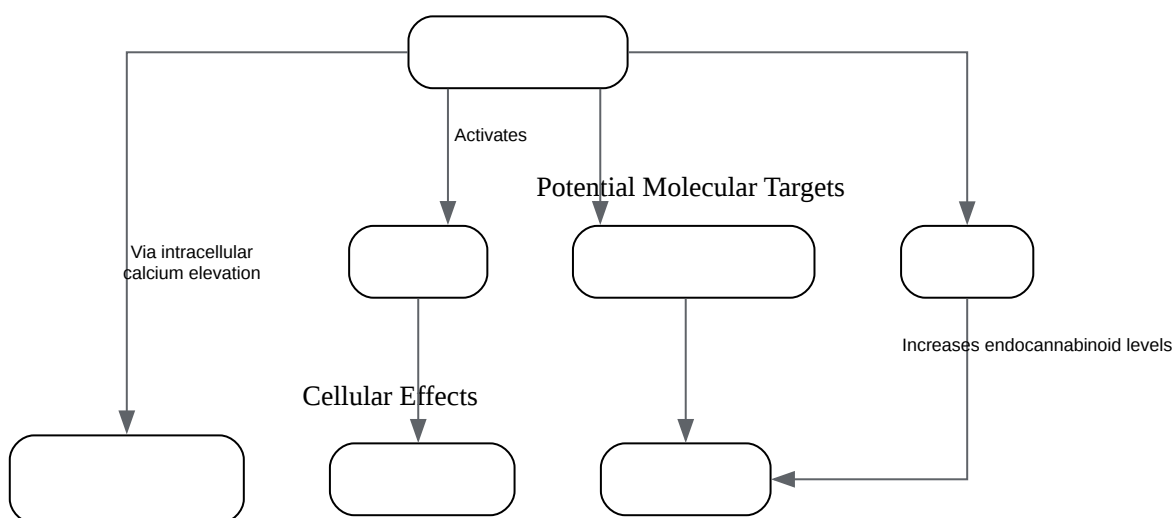 Activates
Potential Molecular Targets
Via intracellular
calcium elevation
Increases endocannabinoid levels
Cellular Effects